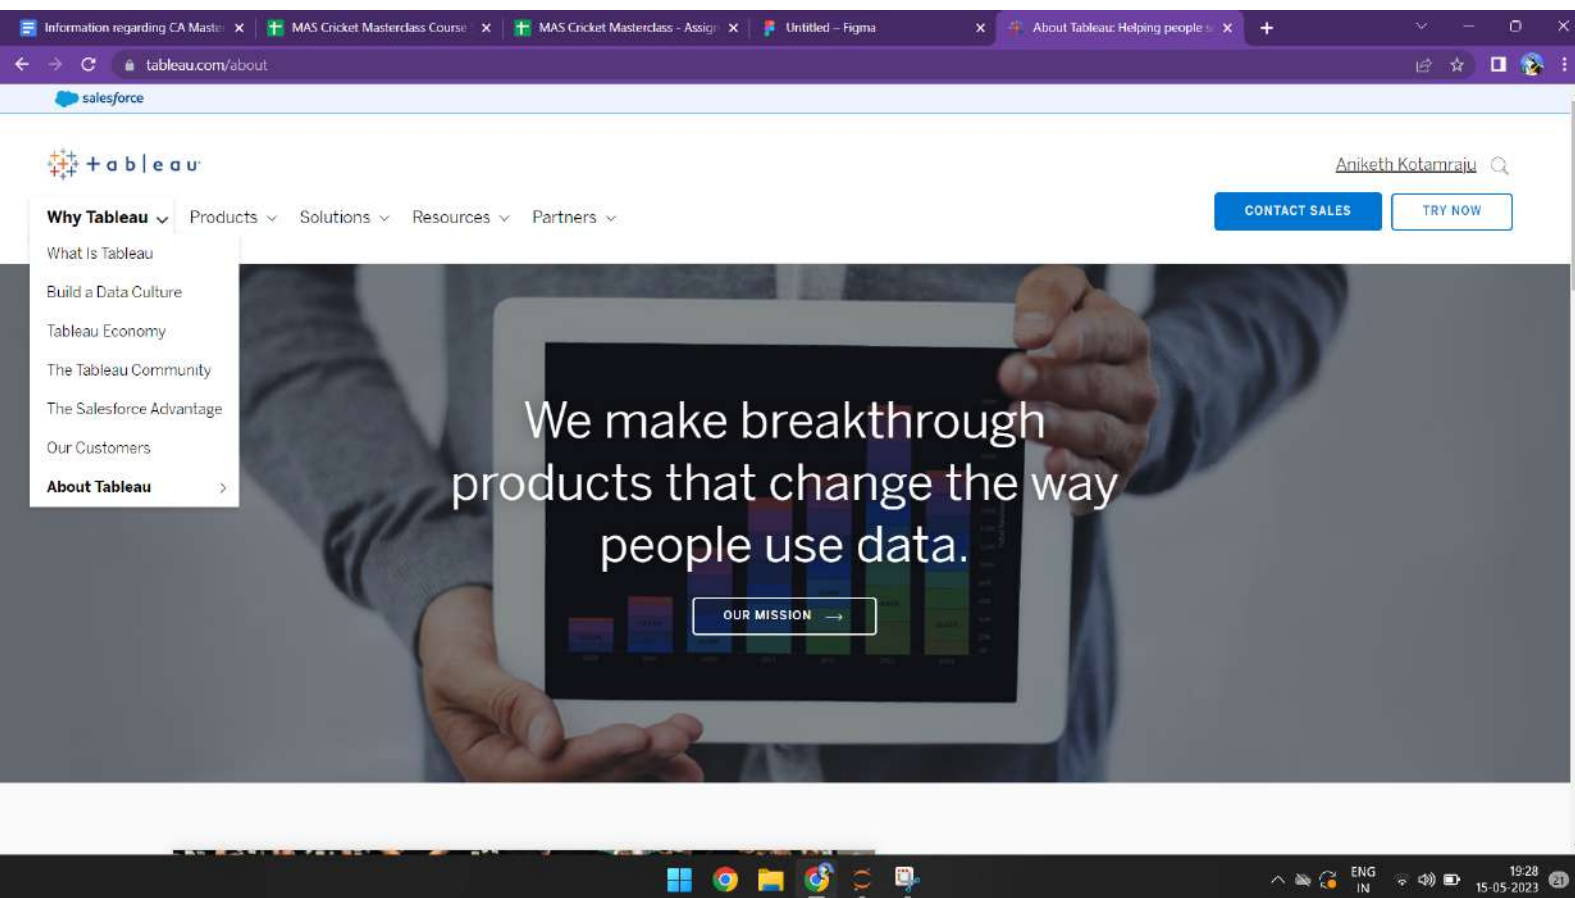 Information regarding CA Maste
MAS Cricket Masterclass Course
MAS Cricket Masterclass - Assign
Untitled – Figma
About Tableau: Helping people s
tableau.com/about
salesforce
+ableau
Aniketh Kotamraju
Why Tableau
Products
Solutions
Resources
Partners
CONTACT SALES
TRY NOW
What Is Tableau
Build a Data Culture
Tableau Economy
The Tableau Community
The Salesforce Advantage
Our Customers
About Tableau
We make breakthrough
products that change the way
people use data.
OUR MISSION →
ENG
IN
19:28
15-05-2023
21